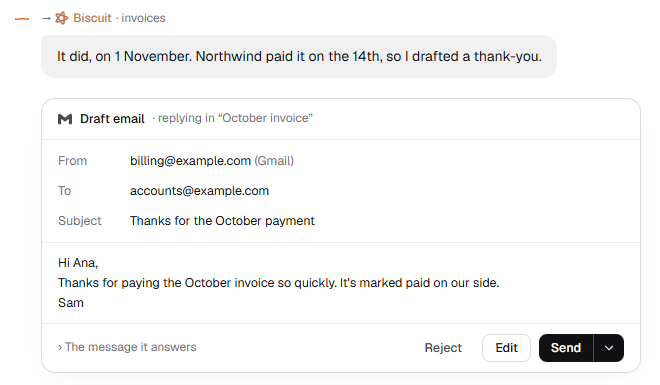 → Biscuit · invoices
It did, on 1 November. Northwind paid it on the 14th, so I drafted a thank-you.
Draft email · replying in “October invoice”
From billing@example.com (Gmail)
To accounts@example.com
Subject Thanks for the October payment
Hi Ana,
Thanks for paying the October invoice so quickly. It's marked paid on our side.
Sam
› The message it answers Reject Edit Send